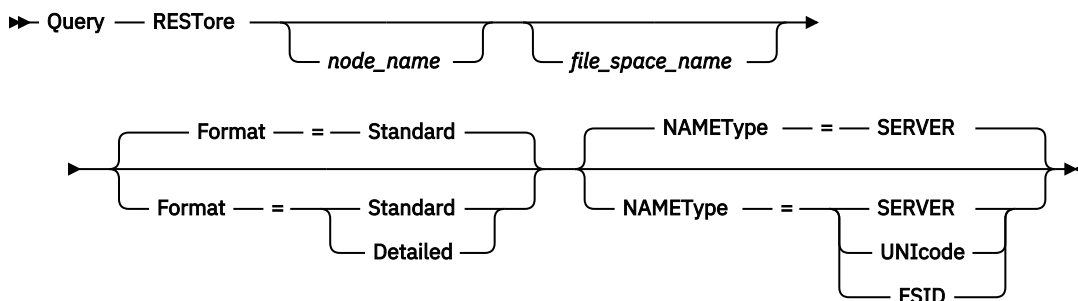 Query RESTore
node_name file_space_name
Format = Standard NAMEType = SERVER
Format = Standard NAMEType = SERVER
Detailed UNIcode
FSID